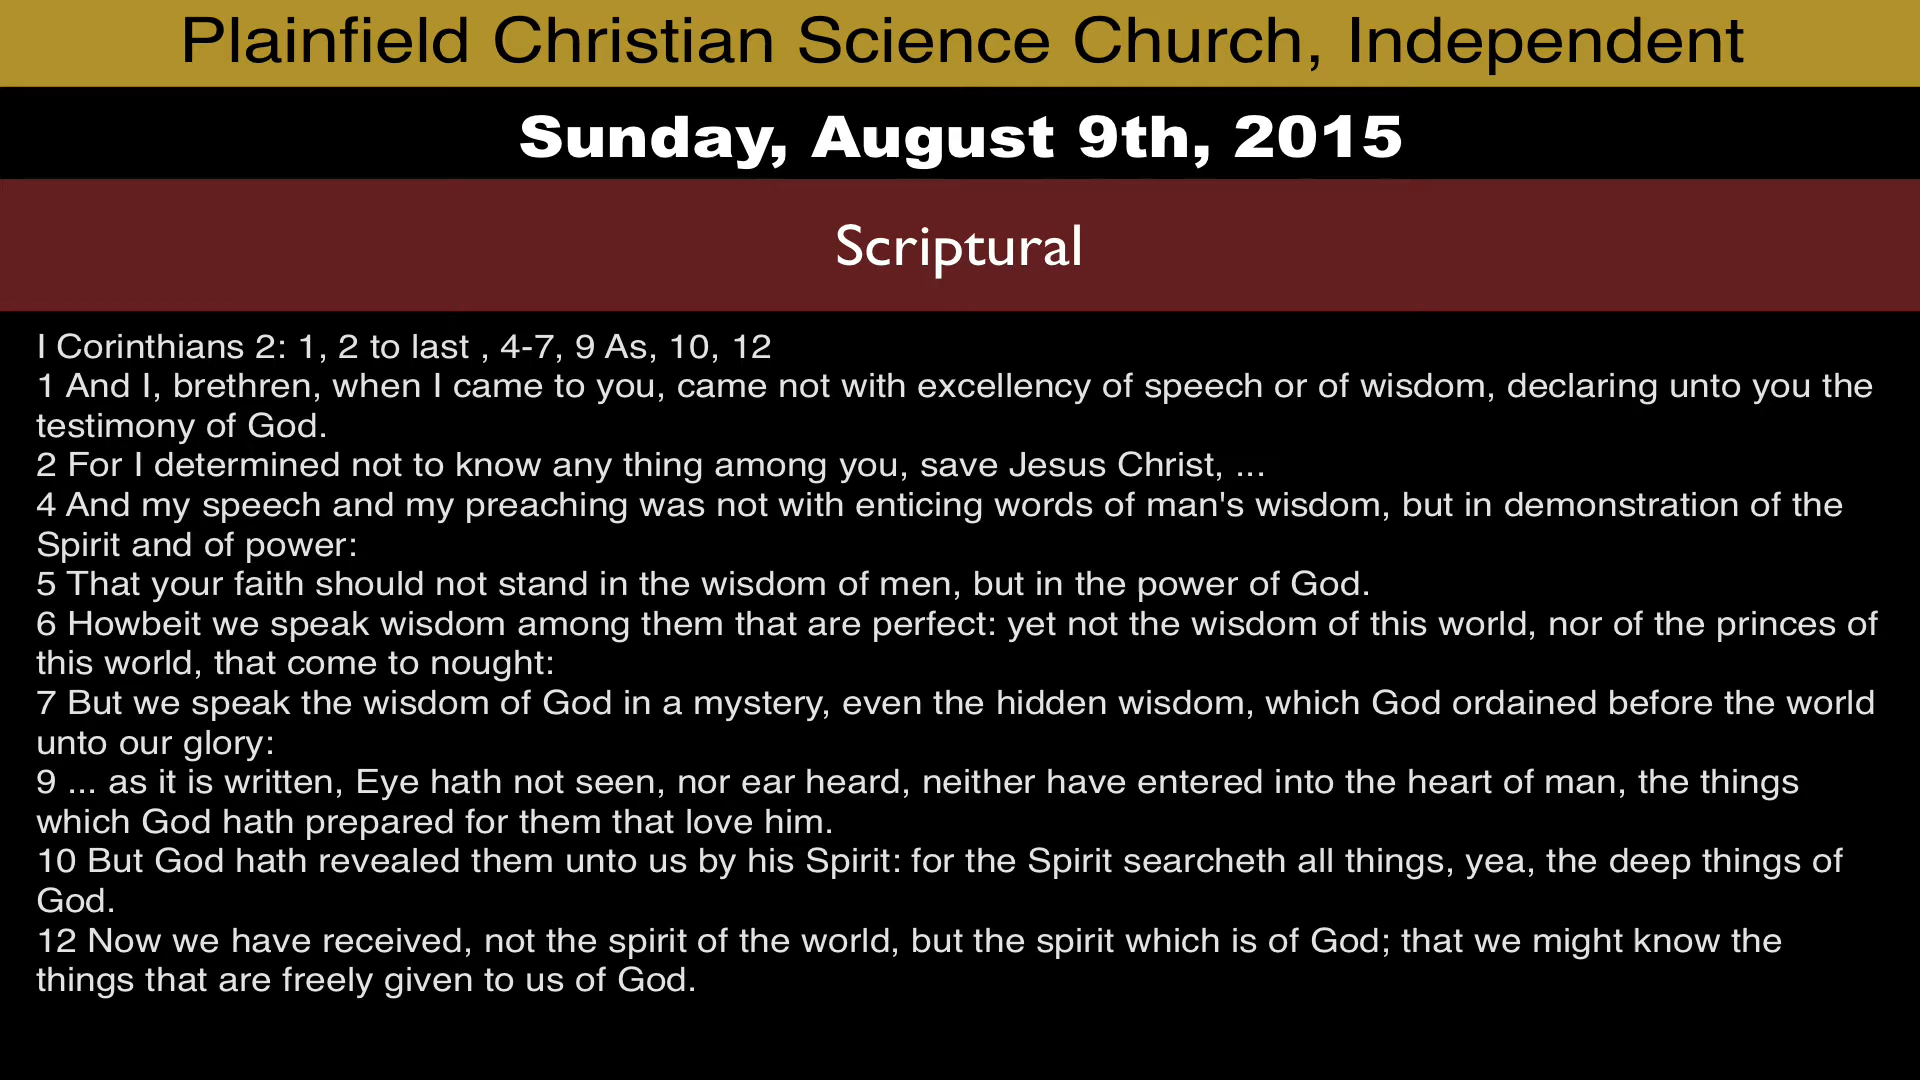 Plainfield Christian Science Church, Independent
Sunday, August 9th, 2015
Scriptural
I Corinthians 2: 1, 2 to last , 4-7, 9 As, 10, 12
1 And I, brethren, when I came to you, came not with excellency of speech or of wisdom, declaring unto you the
testimony of God.
2 For I determined not to know any thing among you, save Jesus Christ, ...
4 And my speech and my preaching was not with enticing words of man's wisdom, but in demonstration of the
Spirit and of power:
5 That your faith should not stand in the wisdom of men, but in the power of God.
6 Howbeit we speak wisdom among them that are perfect: yet not the wisdom of this world, nor of the princes of
this world, that come to nought:
7 But we speak the wisdom of God in a mystery, even the hidden wisdom, which God ordained before the world
unto our glory:
9 ... as it is written, Eye hath not seen, nor ear heard, neither have entered into the heart of man, the things
which God hath prepared for them that love him.
10 But God hath revealed them unto us by his Spirit: for the Spirit searcheth all things, yea, the deep things of
God.
12 Now we have received, not the spirit of the world, but the spirit which is of God; that we might know the
things that are freely given to us of God.